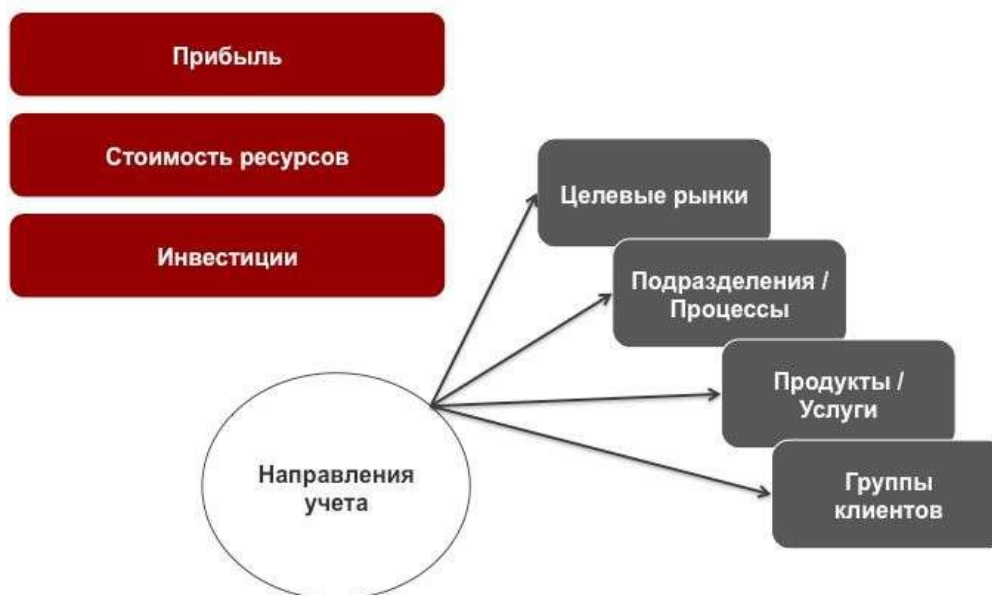 Прибыль
Стоимость ресурсов
Инвестиции
Целевые рынки
Подразделения /
Процессы
Продукты /
Услуги
Группы
клиентов
Направления
учета